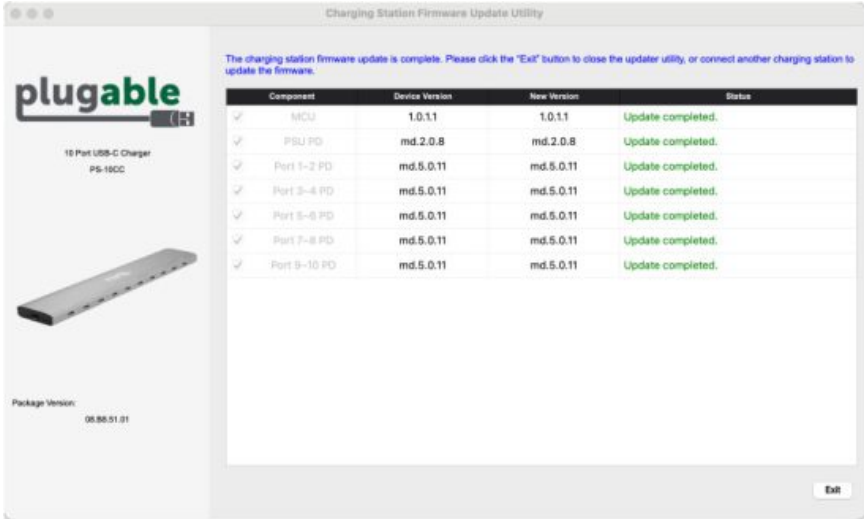 Charging Station Firmware Update Utility
plugable
10 Port USB-C Charger
PS-10CC
Package Version:
08.B8.51.01
The charging station firmware update is complete. Please click the "Exit" button to close the updater utility, or connect another charging station to
update the firmware.
Component Device Version New Version Status
MCU 1.0.1.1 1.0.1.1 Update completed.
PSU PD md.2.0.8 md.2.0.8 Update completed.
Port 1-2 PD md.5.0.11 md.5.0.11 Update completed.
Port 3-4 PD md.5.0.11 md.5.0.11 Update completed.
Port 5-6 PD md.5.0.11 md.5.0.11 Update completed.
Port 7-8 PD md.5.0.11 md.5.0.11 Update completed.
Port 9-10 PD md.5.0.11 md.5.0.11 Update completed.
Exit